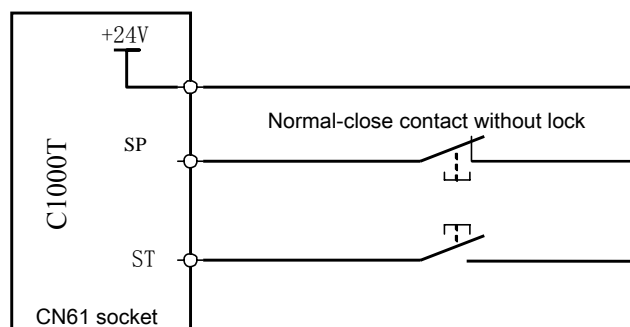 +24V
Normal-close contact without lock
SP
C1000T
ST
CN61 socket